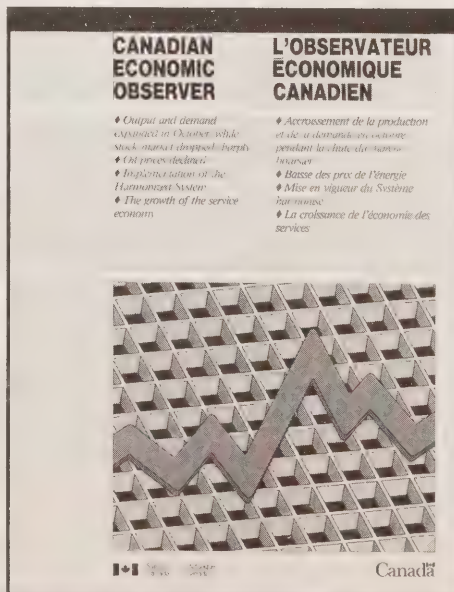 CANADIAN
ECONOMIC
OBSERVER
♦ Output and demand
expanded in October, while
stock market dropped sharply
♦ Oil prices declined
♦ Implementation of the
Harmonized System
♦ The growth of the service
economy
L'OBSERVATEUR
ÉCONOMIQUE
CANADIEN
♦ Accroissement de la production
et de la demande en octobre
pendant la chute du marché
boursier
♦ Baisse des prix de l'énergie
♦ Mise en vigueur du Système
harmonisé
♦ La croissance de l'économie des
services
Canada